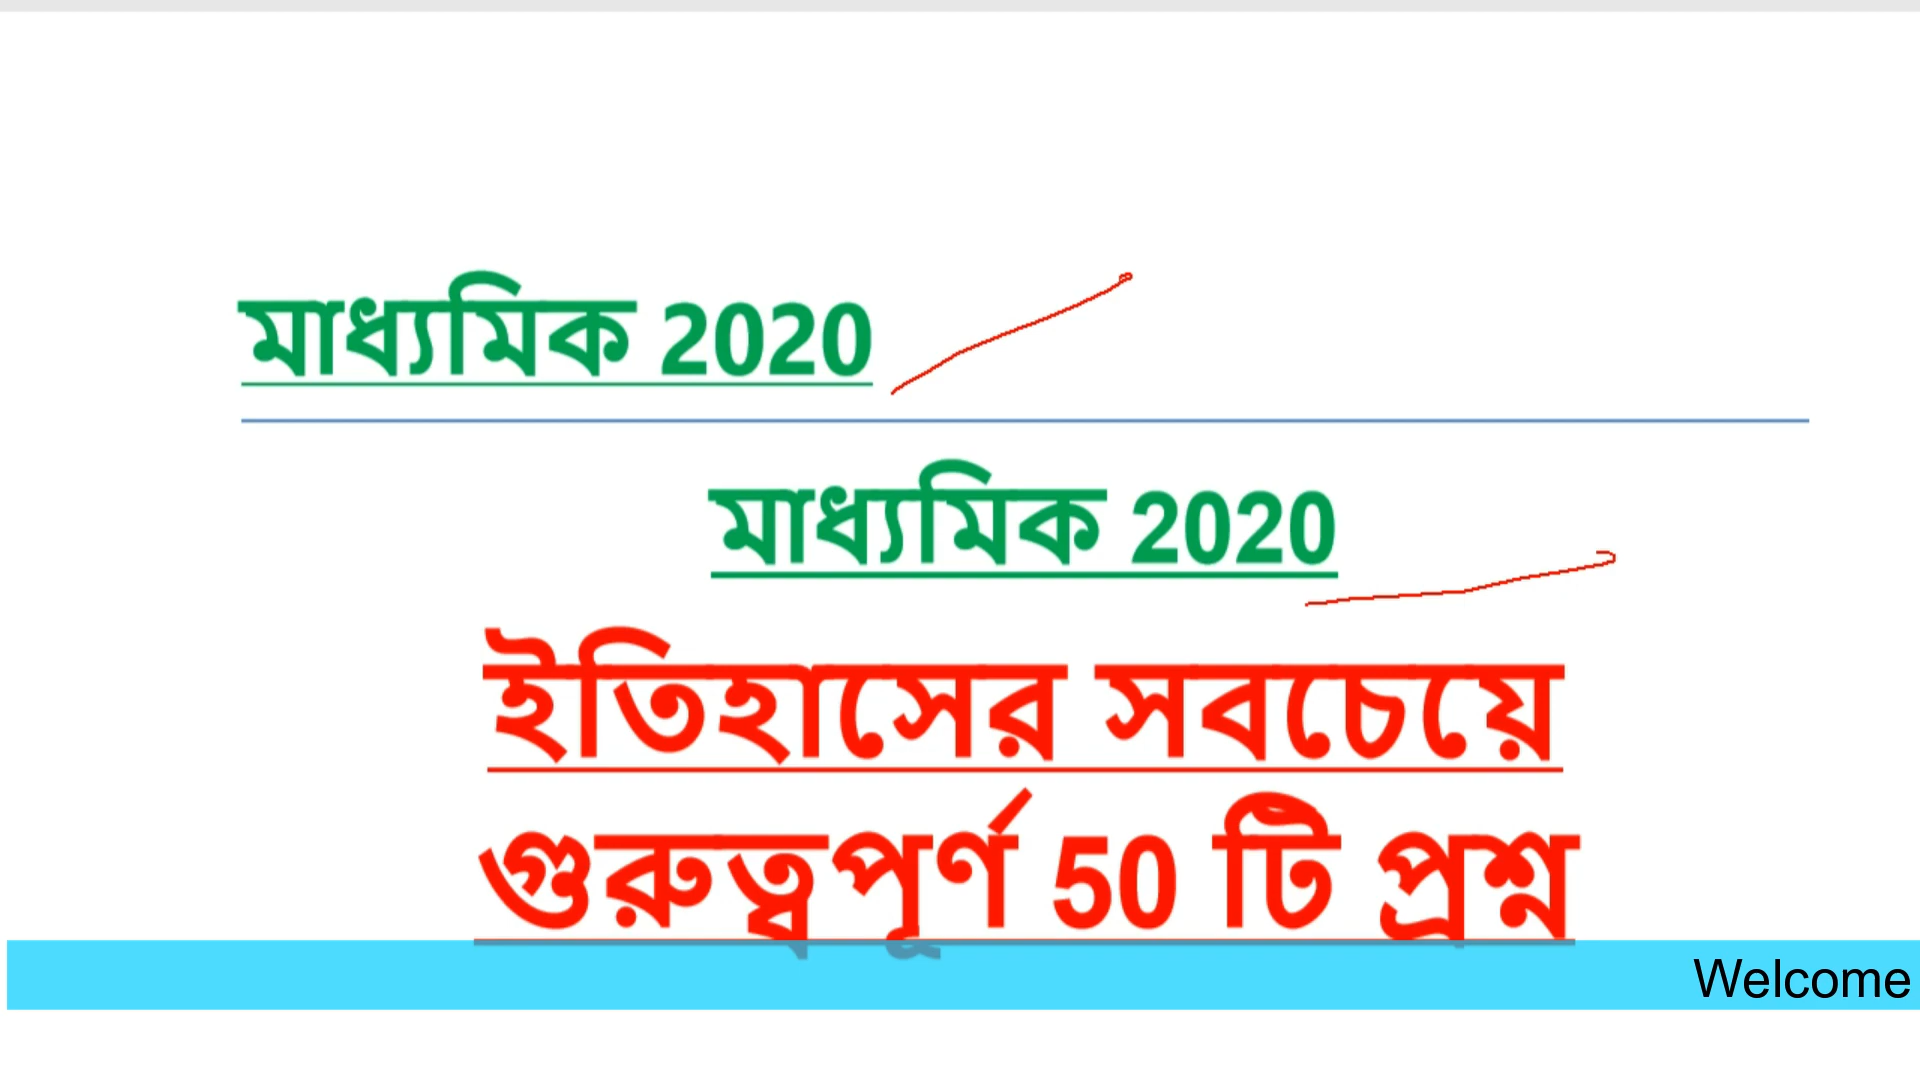 মাধ্যমিক 2020
মাধ্যমিক 2020
ইতিহাসের সবচেয়ে
গুরুত্বপূর্ণ 50 টি প্রশ্ন
Welcome